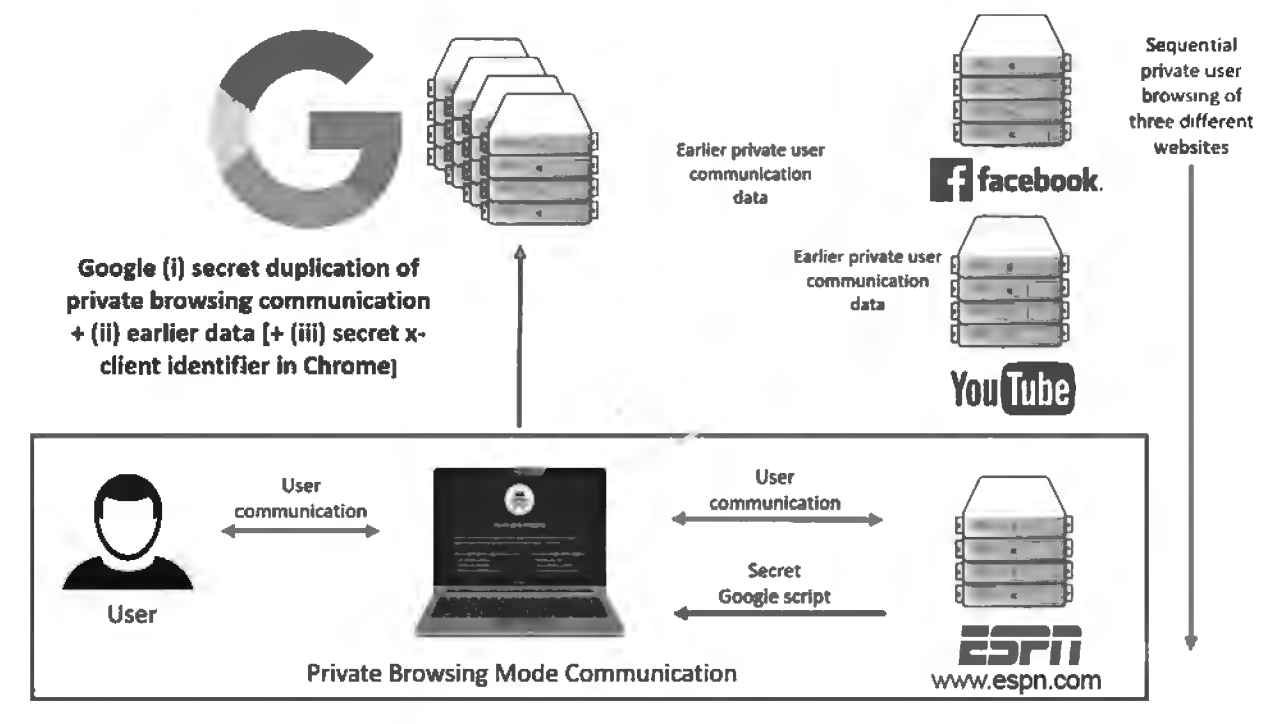 Sequential
private user
browsing of
three different
websites
Earlier private user
communication
data
facebook.
Earlier private user
communication
data
YouTube
Google (i) secret duplication of
private browsing communication
+ (ii) earlier data [+ (iii) secret x-
client identifier in Chrome]
User
communication
User
communication
Secret
Google script
User
ESPN
www.espn.com
Private Browsing Mode Communication